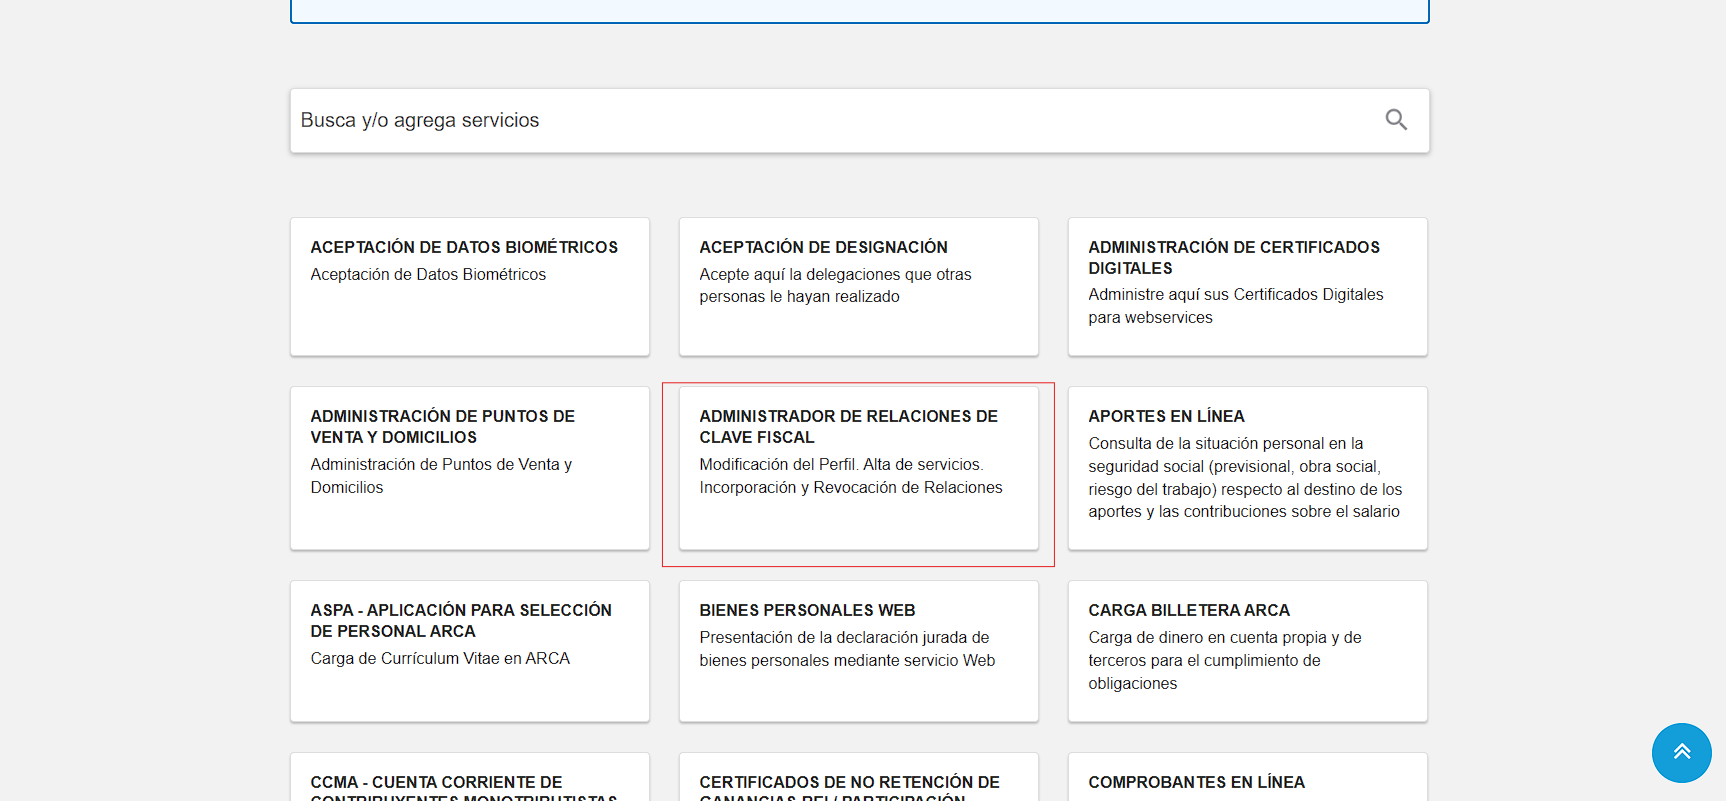 Busca y/o agrega servicios
ACEPTACIÓN DE DATOS BIOMÉTRICOS
Aceptación de Datos Biométricos
ACEPTACIÓN DE DESIGNACIÓN
Acepte aquí la delegaciones que otras
personas le hayan realizado
ADMINISTRACIÓN DE CERTIFICADOS
DIGITALES
Administre aquí sus Certificados Digitales
para webservices
ADMINISTRACIÓN DE PUNTOS DE
VENTA Y DOMICILIOS
Administración de Puntos de Venta y
Domicilios
ADMINISTRADOR DE RELACIONES DE
CLAVE FISCAL
Modificación del Perfil. Alta de servicios.
Incorporación y Revocación de Relaciones
APORTES EN LÍNEA
Consulta de la situación personal en la
seguridad social (previsional, obra social,
riesgo del trabajo) respecto al destino de los
aportes y las contribuciones sobre el salario
ASPA - APLICACIÓN PARA SELECCIÓN
DE PERSONAL ARCA
Carga de Currículum Vitae en ARCA
BIENES PERSONALES WEB
Presentación de la declaración jurada de
bienes personales mediante servicio Web
CARGA BILLETERA ARCA
Carga de dinero en cuenta propia y de
terceros para el cumplimiento de
obligaciones
CCMA - CUENTA CORRIENTE DE
CONTRIBUYENTES MONOTRIBUTISTAS
CERTIFICADOS DE NO RETENCIÓN DE
GANANCIAS REL/ PARTICIPACIÓN
COMPROBANTES EN LÍNEA